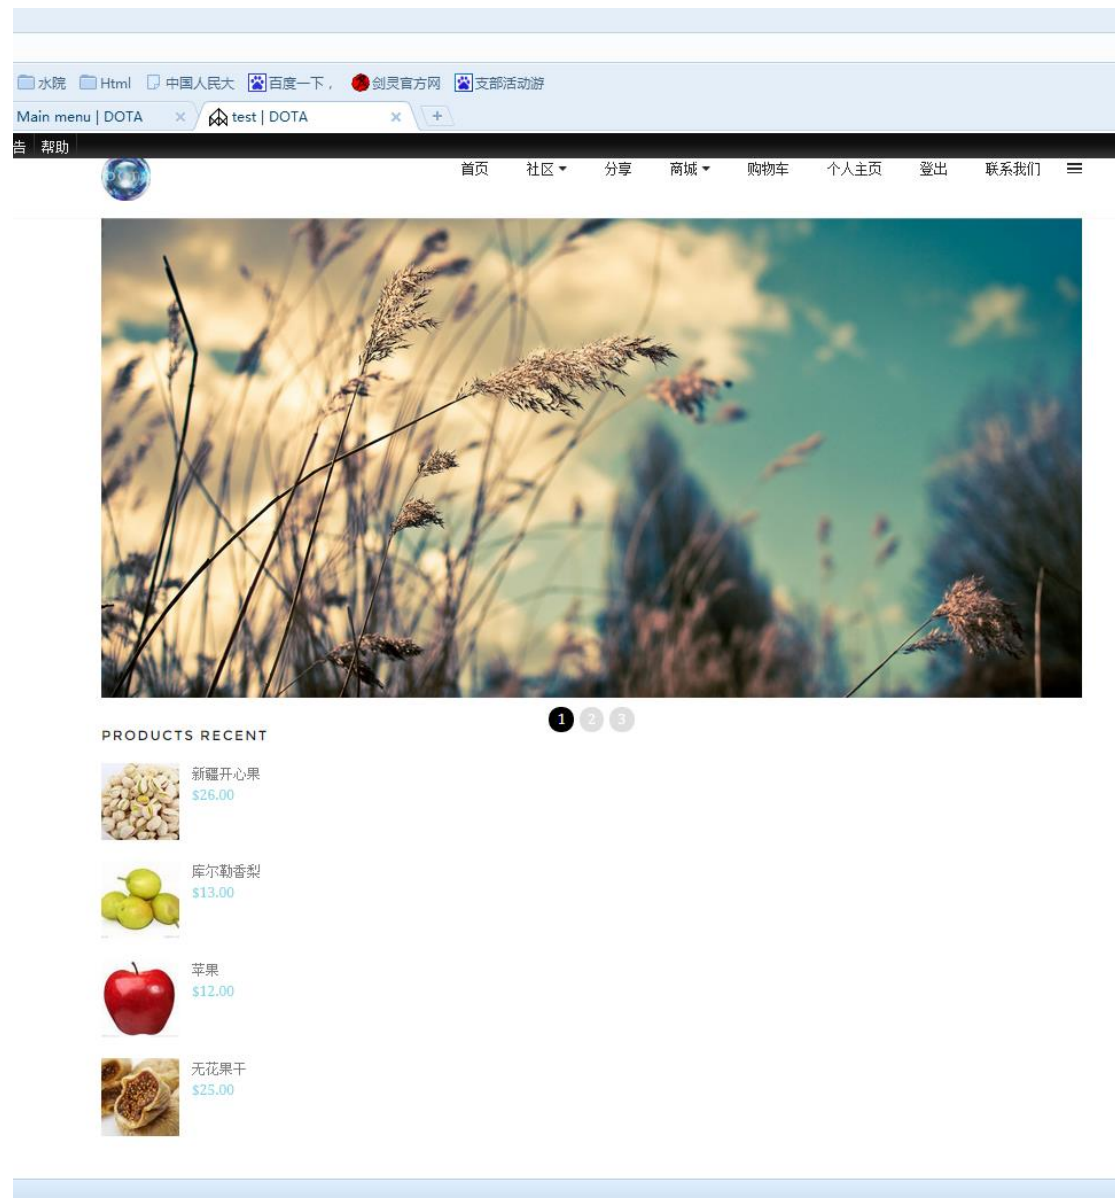 水院 Html 中国人民大 百度一下， 剑灵官方网 支部活动游
Main menu | DOTA × test | DOTA × +
告 帮助
DOTA 首页 社区 分享 商城 购物车 个人主页 登出 联系我们
1 2 3
PRODUCTS RECENT
新疆开心果
$26.00
库尔勒香梨
$13.00
苹果
$12.00
无花果干
$25.00